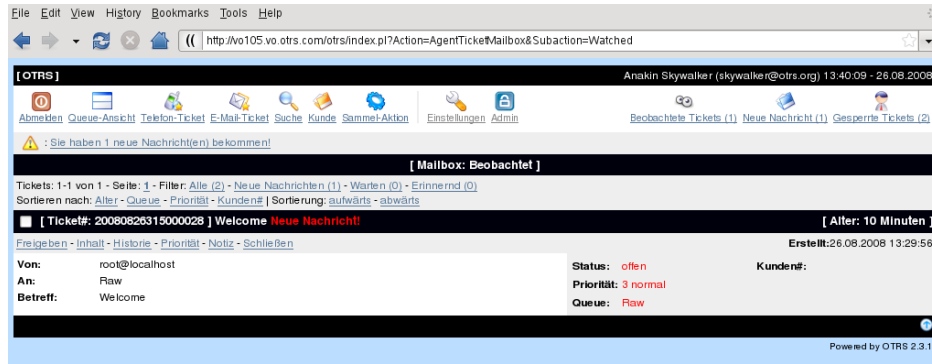 File Edit View History Bookmarks Tools Help
http://vo105.vo.otrs.com/otrs/index.pl?Action=AgentTicketMailbox&Subaction=Watched
[ OTRS ] Anakin Skywalker (skywalker@otrs.org) 13:40:09 - 26.08.2008
Abmelden Queue-Ansicht Telefon-Ticket E-Mail-Ticket Suche Kunde Sammel-Aktion Einstellungen Admin Beobachtete Tickets (1) Neue Nachricht (1) Gesperrte Tickets (2)
: Sie haben 1 neue Nachricht(en) bekommen!
[ Mailbox: Beobachtet ]
Tickets: 1-1 von 1 - Seite: 1 - Filter: Alle (2) - Neue Nachrichten (1) - Warten (0) - Erinnernd (0)
Sortieren nach: Alter - Queue - Priorität - Kunden# | Sortierung: aufwärts - abwärts
[ Ticket#: 20080826315000028 ] Welcome Neue Nachricht! [ Alter: 10 Minuten ]
Freigeben - Inhalt - Historie - Priorität - Notiz - Schließen Erstellt:26.08.2008 13:29:56
Von: root@localhost Status: offen Kunden#:
An: Raw Priorität: 3 normal
Betreff: Welcome Queue: Raw
Powered by OTRS 2.3.1